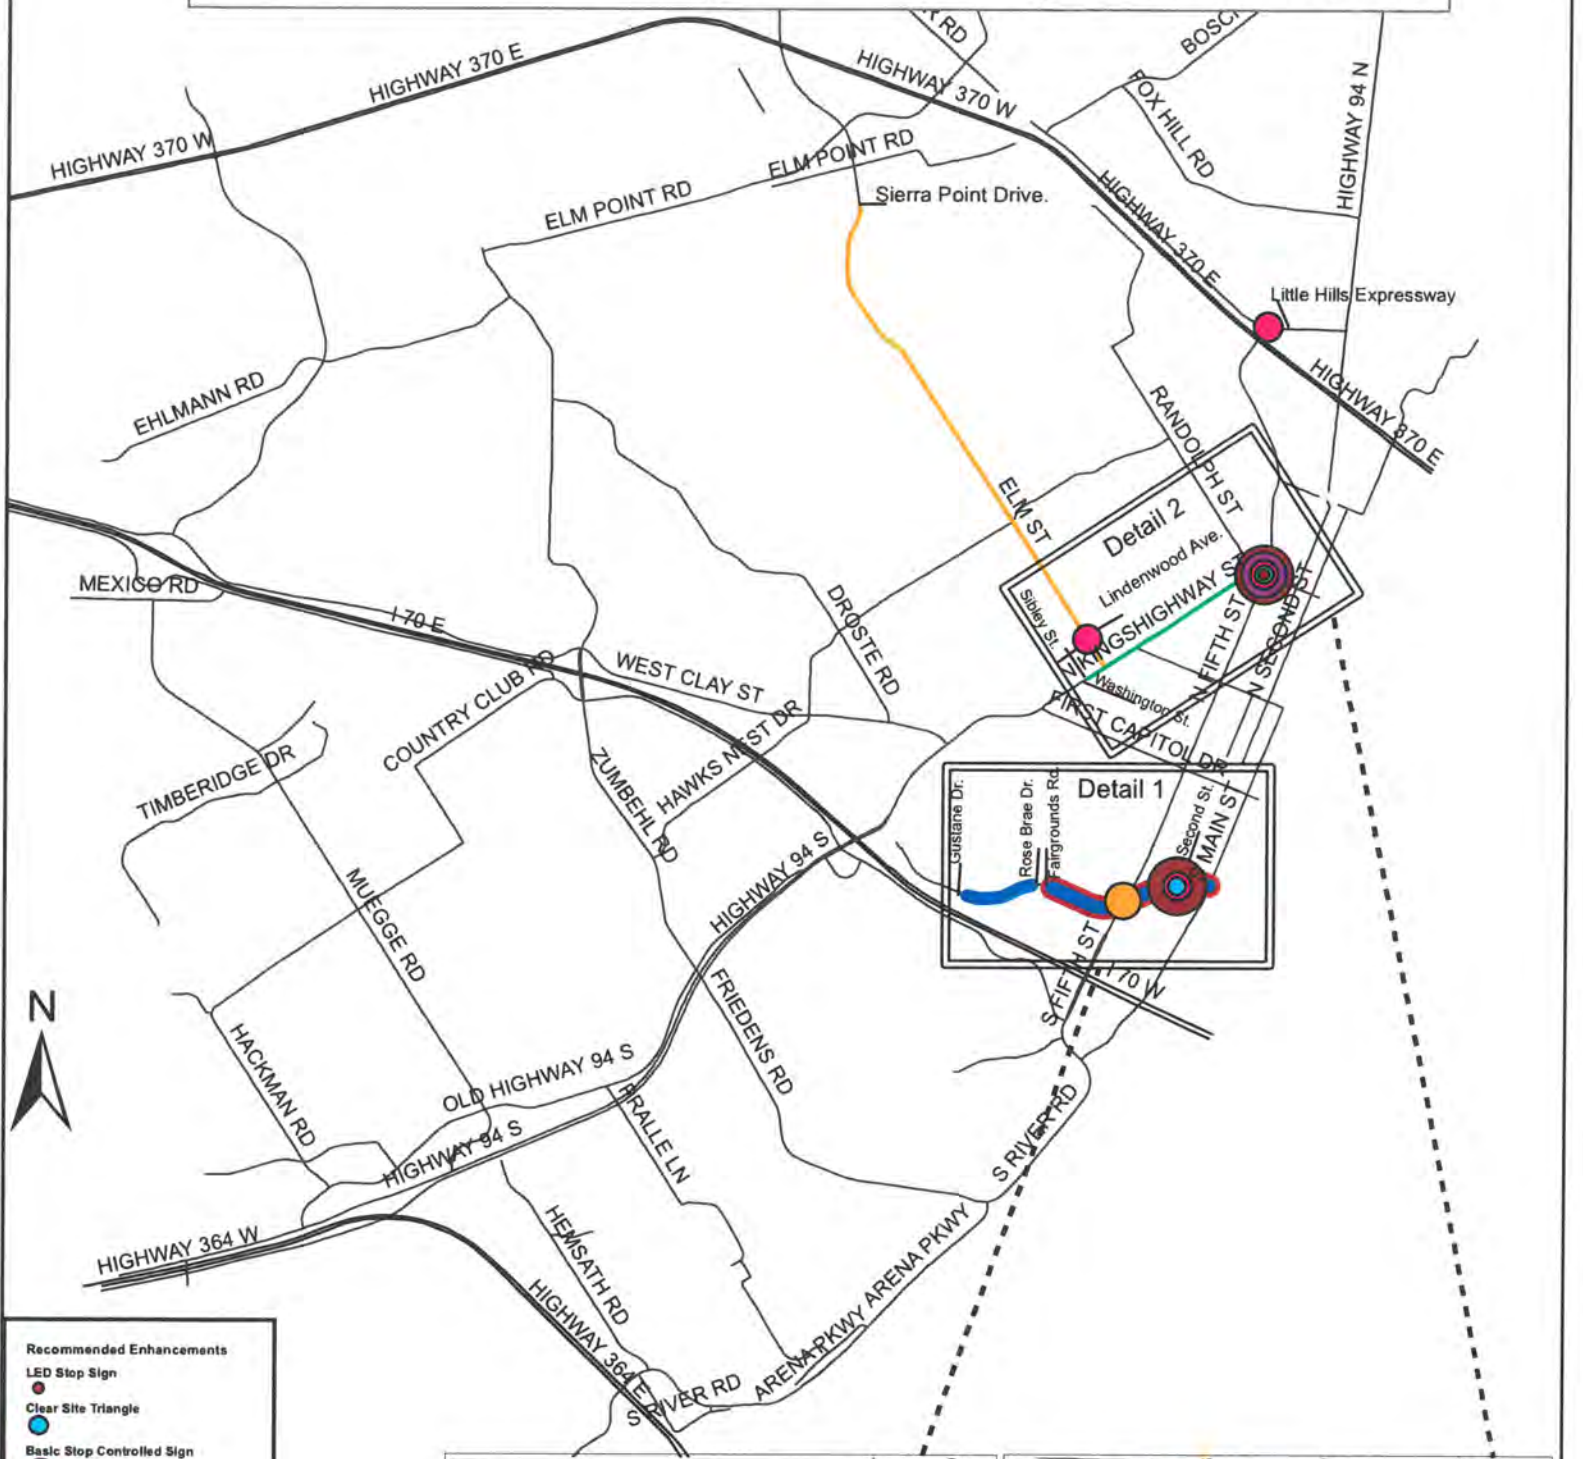 R RD
BOSCH
HIGHWAY 370 E
HIGHWAY 370 W
FOX HILL RD
HIGHWAY 94 N
HIGHWAY 370 W
ELM POINT RD
ELM POINT RD
Sierra Point Drive.
HIGHWAY 370 E
Little Hills Expressway
EHLMANN RD
HIGHWAY 370 E
RANDOLPH ST
ELM ST
Detail 2
Lindenwood Ave.
MEXICO RD
I 70 E
Sibley St.
N KINGSHIGHWAY ST
N FIFTH ST
N SECOND ST
DROSTE RD
WEST CLAY ST
COUNTRY CLUB RD
Washington St.
FIRST CAPITOL DR
HAWKS NEST DR
TIMBERIDGE DR
ZUMBEHL RD
Detail 1
Gustane Dr.
Rose Brae Dr.
Fairgrounds Rd.
Second St.
S MAIN ST
HIGHWAY 94 S
MUEGGE RD
S FIFTH ST
I 70 W
N
FRIEDENS RD
HACKMAN RD
OLD HIGHWAY 94 S
PRALLE LN
HIGHWAY 94 S
S RIVER RD
HIGHWAY 364 W
HEMSATH RD
ARENA PKWY
HIGHWAY 364 E
ARENA PKWY
S RIVER RD
Recommended Enhancements
LED Stop Sign
Clear Site Triangle
Basic Stop Controlled Sign